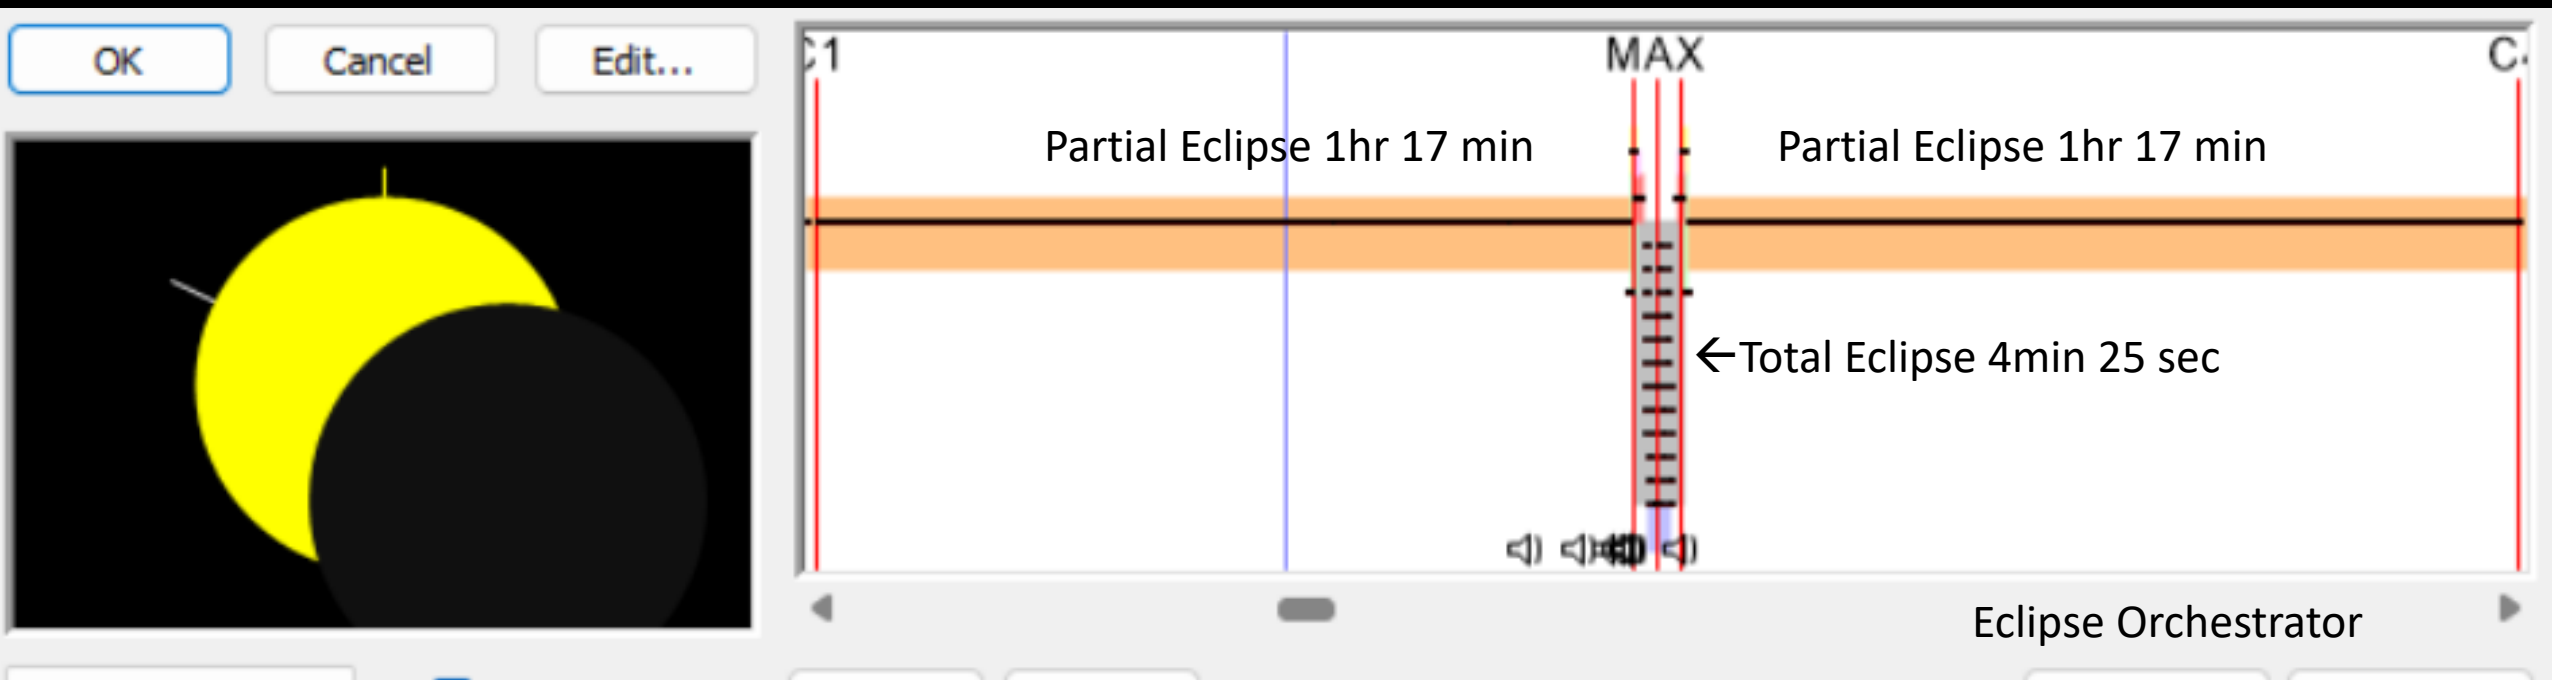 OK Cancel Edit...
C1 MAX C4
Partial Eclipse 1hr 17 min Partial Eclipse 1hr 17 min
←Total Eclipse 4min 25 sec
Eclipse Orchestrator